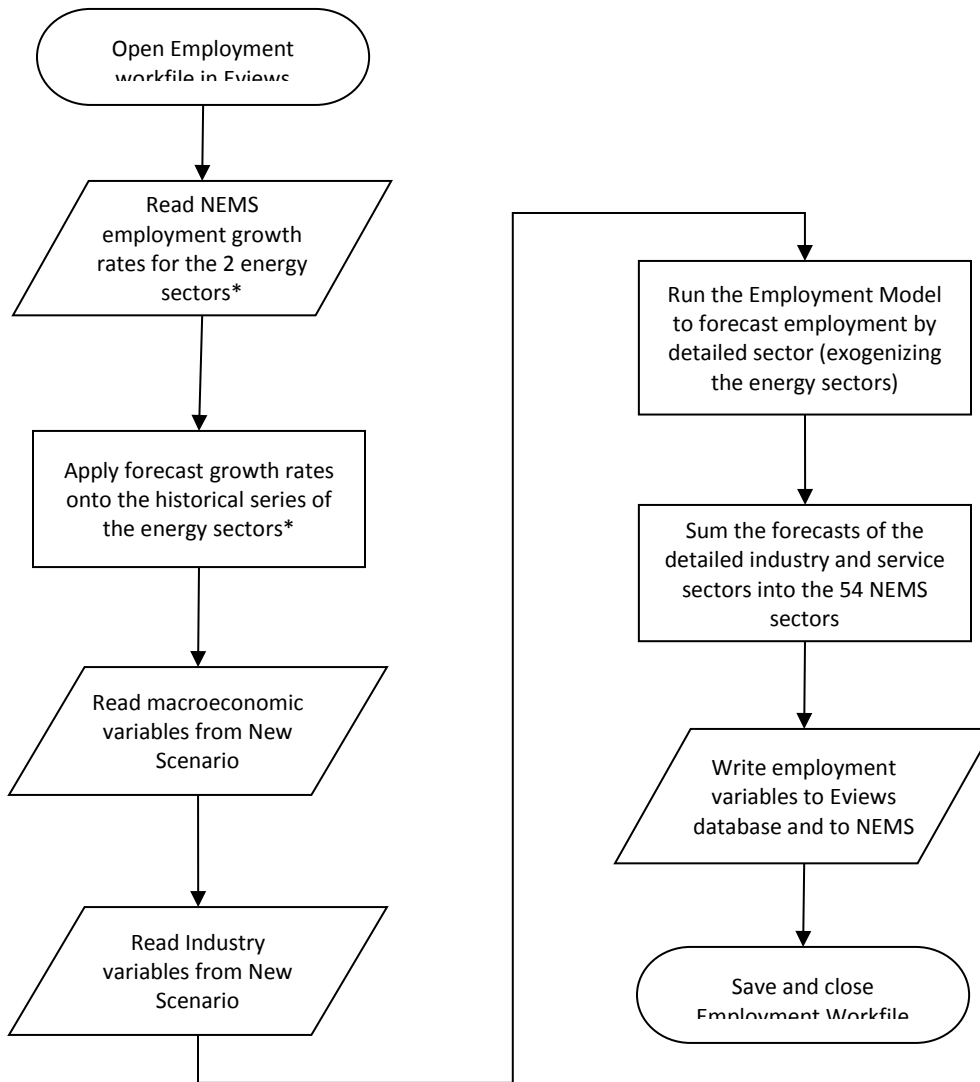 Open Employment
workfile in Eviews
Read NEMS
employment growth
rates for the 2 energy
sectors*
Apply forecast growth rates
onto the historical series of
the energy sectors*
Read macroeconomic
variables from New
Scenario
Read Industry
variables from New
Scenario
Run the Employment Model
to forecast employment by
detailed sector (exogenizing
the energy sectors)
Sum the forecasts of the
detailed industry and service
sectors into the 54 NEMS
sectors
Write employment
variables to Eviews
database and to NEMS
Save and close
Employment Workfile